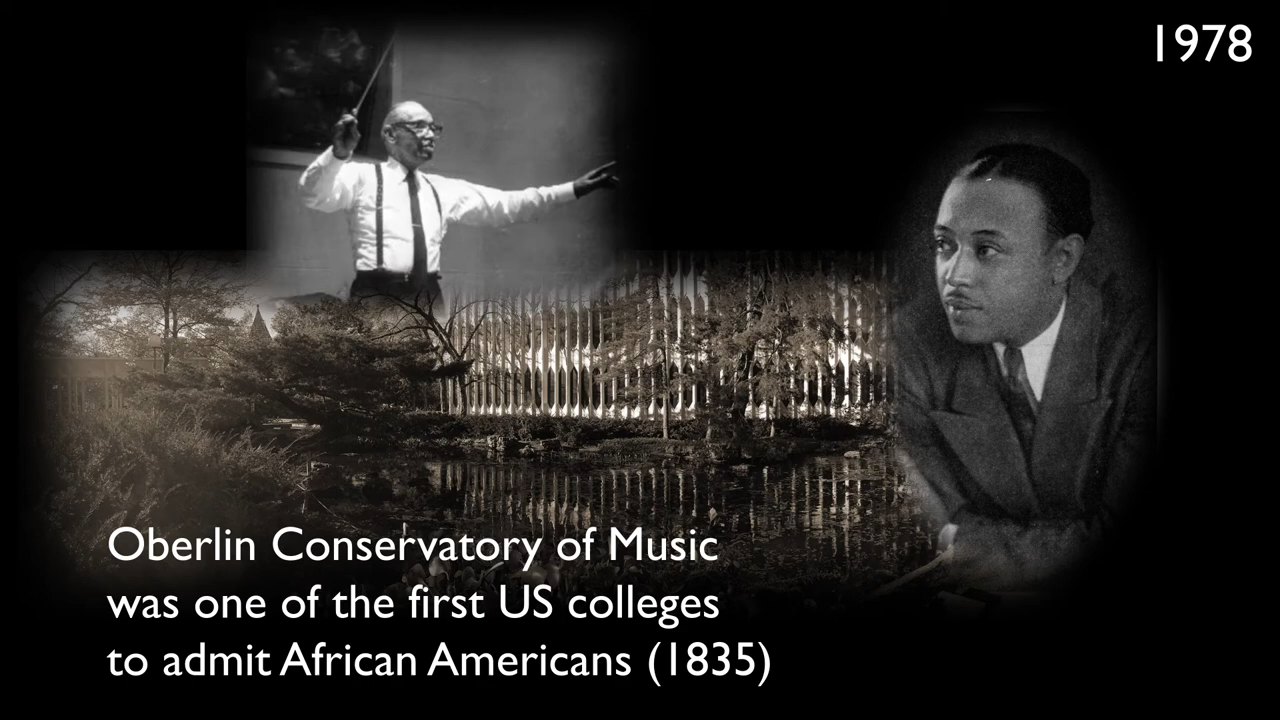 1978
Oberlin Conservatory of Music
was one of the first US colleges
to admit African Americans (1835)